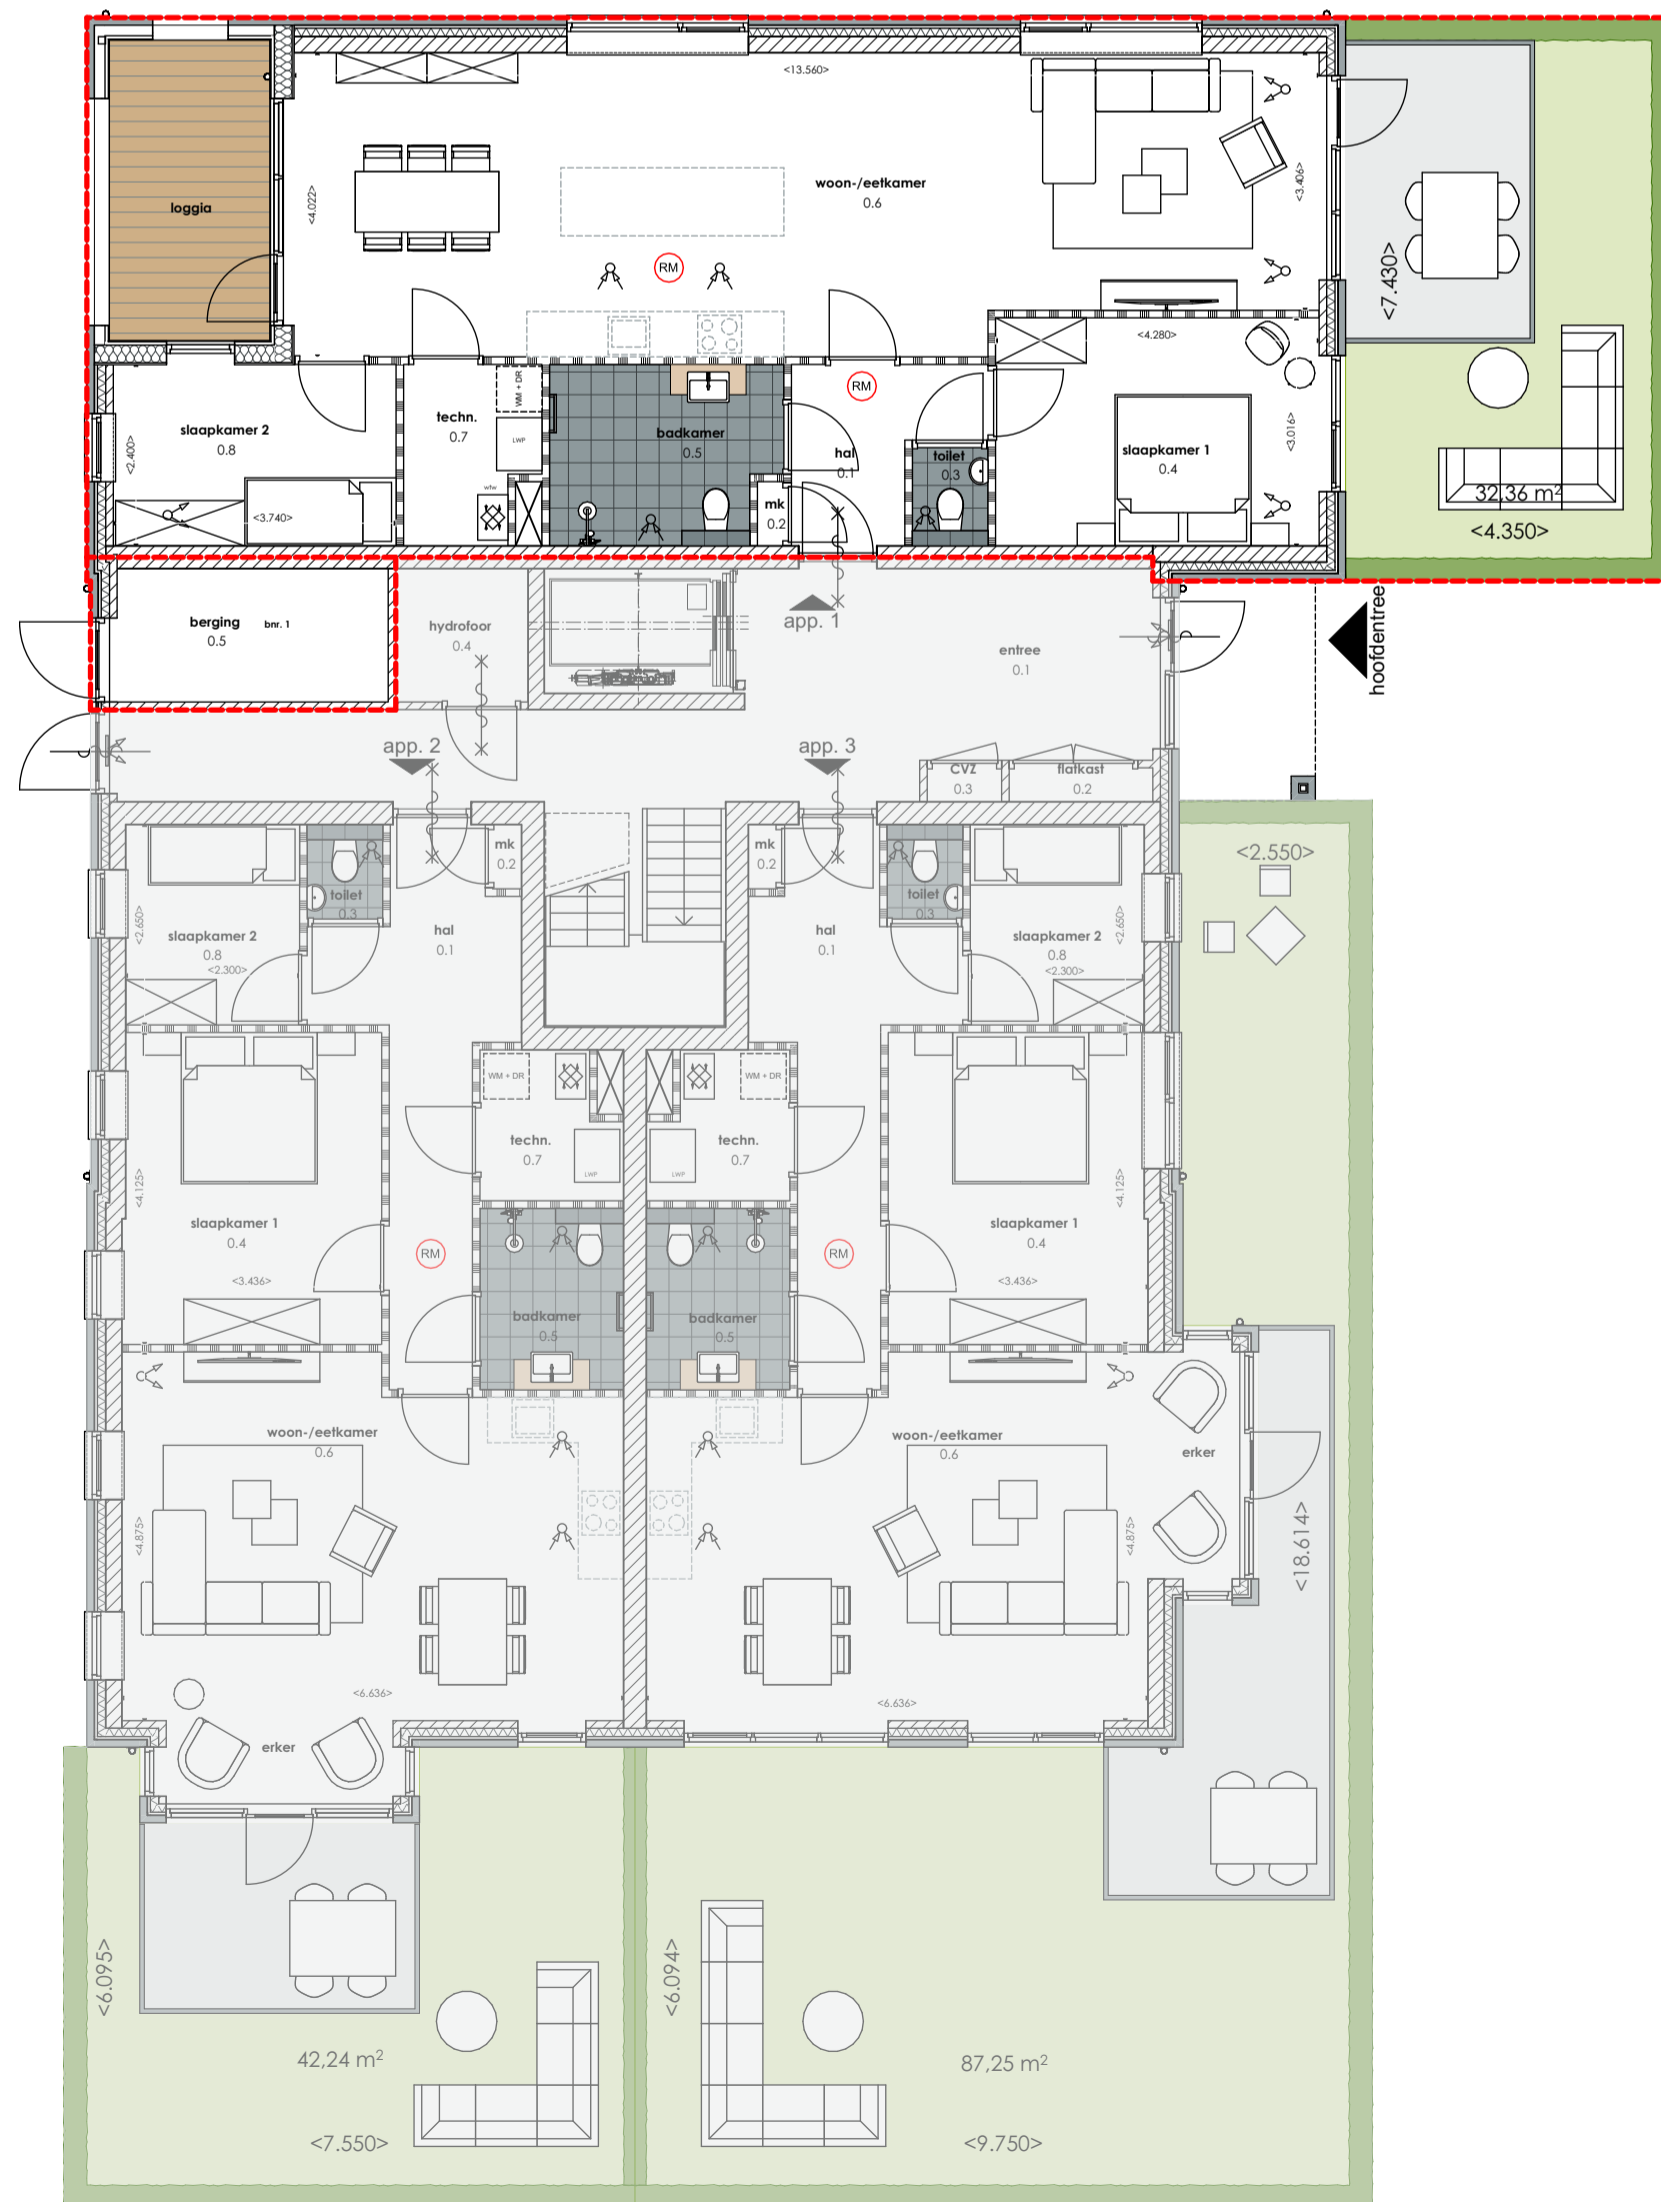 <13.560>
woon-/eetkamer
0.6
loggia
<4.022>
<3.406>
<7.430>
RM
<4.280>
RM
WM + DR
techn.
0.7
LWP
wtw
slaapkamer 2
0.8
<2.400>
<3.740>
badkamer
0.5
hal
0.1
mk
0.2
toilet
0.3
slaapkamer 1
0.4
<3.016>
32,36 m²
<4.350>
berging bnr. 1
0.5
hydrofoor
0.4
app. 1
entree
0.1
hoofdentree
app. 2
app. 3
CVZ
0.3
flatkast
0.2
mk
0.2
mk
0.2
toilet
0.3
toilet
0.3
<2.550>
<2.650>
slaapkamer 2
0.8
<2.300>
hal
0.1
hal
0.1
slaapkamer 2
0.8
<2.300>
<2.650>
WM + DR
WM + DR
techn.
0.7
LWP
techn.
0.7
LWP
<4.125>
<4.125>
slaapkamer 1
0.4
<3.436>
RM
RM
slaapkamer 1
0.4
<3.436>
badkamer
0.5
badkamer
0.5
woon-/eetkamer
0.6
woon-/eetkamer
0.6
erker
<4.875>
<4.875>
<18.614>
<6.636>
<6.636>
erker
<6.095>
<6.094>
42,24 m²
87,25 m²
<7.550>
<9.750>